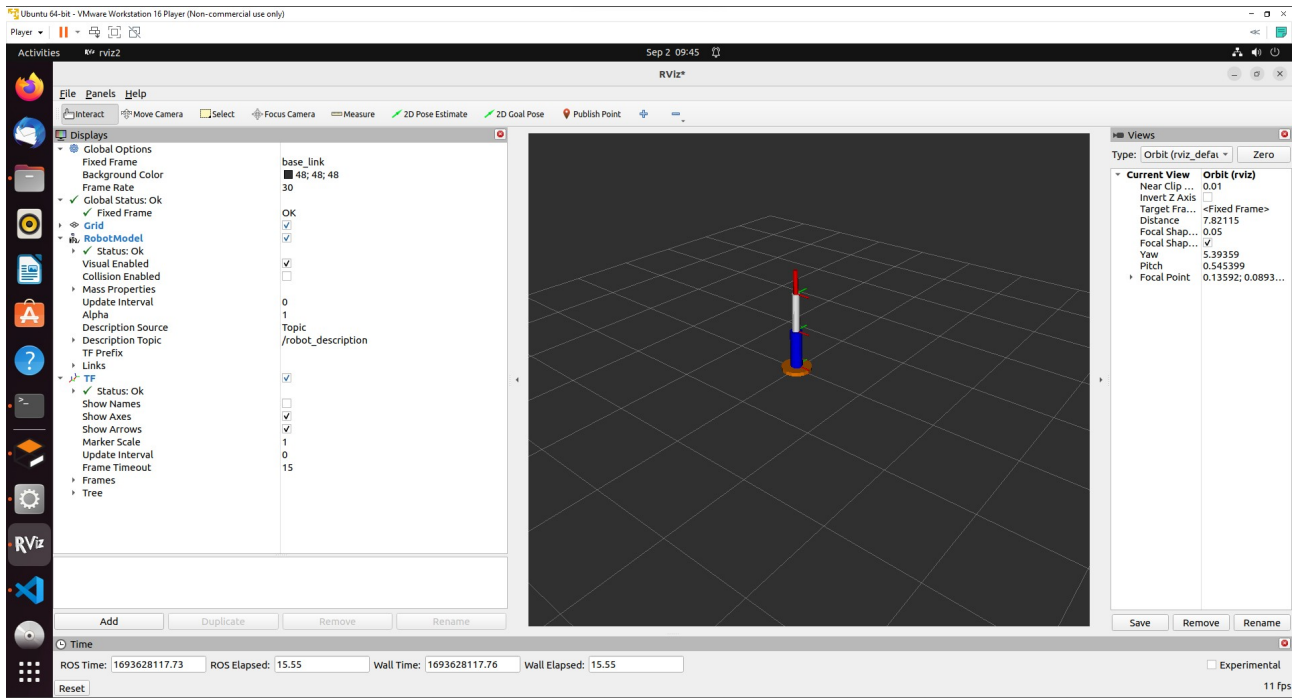 Ubuntu 64-bit - VMware Workstation 16 Player (Non-commercial use only)
Player
Activities rviz2 Sep 2 09:45
RViz*
File Panels Help
Interact Move Camera Select Focus Camera Measure 2D Pose Estimate 2D Goal Pose Publish Point
Displays
Global Options
Fixed Frame base_link
Background Color 48; 48; 48
Frame Rate 30
Global Status: Ok
Fixed Frame OK
Grid
RobotModel
Status: Ok
Visual Enabled
Collision Enabled
Mass Properties
Update Interval 0
Alpha 1
Description Source Topic
Description Topic /robot_description
TF Prefix
Links
TF
Status: Ok
Show Names
Show Axes
Show Arrows
Marker Scale 1
Update Interval 0
Frame Timeout 15
Frames
Tree
Add Duplicate Remove Rename
Views
Type: Orbit (rviz_defau Zero
Current View Orbit (rviz)
Near Clip ... 0.01
Invert Z Axis
Target Fra... <Fixed Frame>
Distance 7.82115
Focal Shap... 0.05
Focal Shap...
Yaw 5.39359
Pitch 0.545399
Focal Point 0.13592; 0.0893...
Save Remove Rename
RViz
Time
ROS Time: 1693628117.73 ROS Elapsed: 15.55 Wall Time: 1693628117.76 Wall Elapsed: 15.55 Experimental
Reset 11 fps